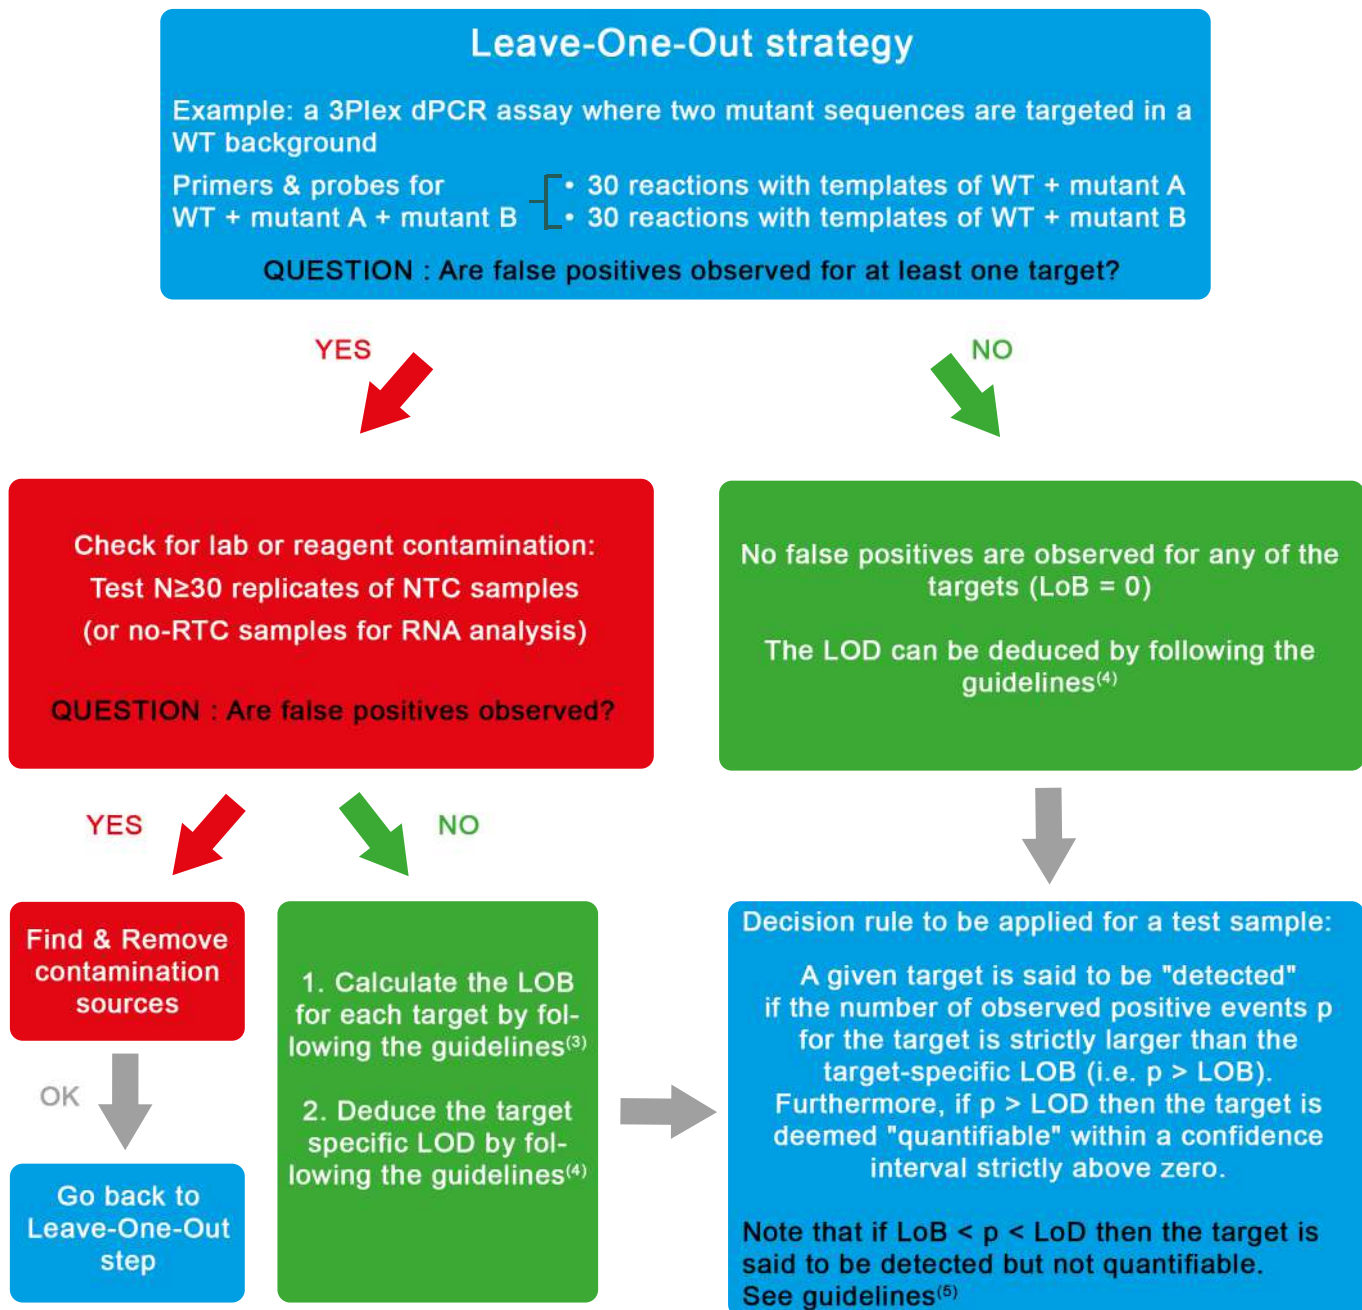 Leave-One-Out strategy
Example: a 3Plex dPCR assay where two mutant sequences are targeted in a
WT background
Primers & probes for
WT + mutant A + mutant B
• 30 reactions with templates of WT + mutant A
• 30 reactions with templates of WT + mutant B
QUESTION : Are false positives observed for at least one target?
YES
NO
Check for lab or reagent contamination:
Test N≥30 replicates of NTC samples
(or no-RTC samples for RNA analysis)
QUESTION : Are false positives observed?
No false positives are observed for any of the
targets (LoB = 0)
The LOD can be deduced by following the
guidelines(4)
YES
NO
Find & Remove
contamination
sources
OK
Go back to
Leave-One-Out
step
1. Calculate the LOB
for each target by fol-
lowing the guidelines(3)
2. Deduce the target
specific LOD by fol-
lowing the guidelines(4)
Decision rule to be applied for a test sample:
A given target is said to be "detected"
if the number of observed positive events p
for the target is strictly larger than the
target-specific LOB (i.e. p > LOB).
Furthermore, if p > LOD then the target is
deemed "quantifiable" within a confidence
interval strictly above zero.
Note that if LoB < p < LoD then the target is
said to be detected but not quantifiable.
See guidelines(5)